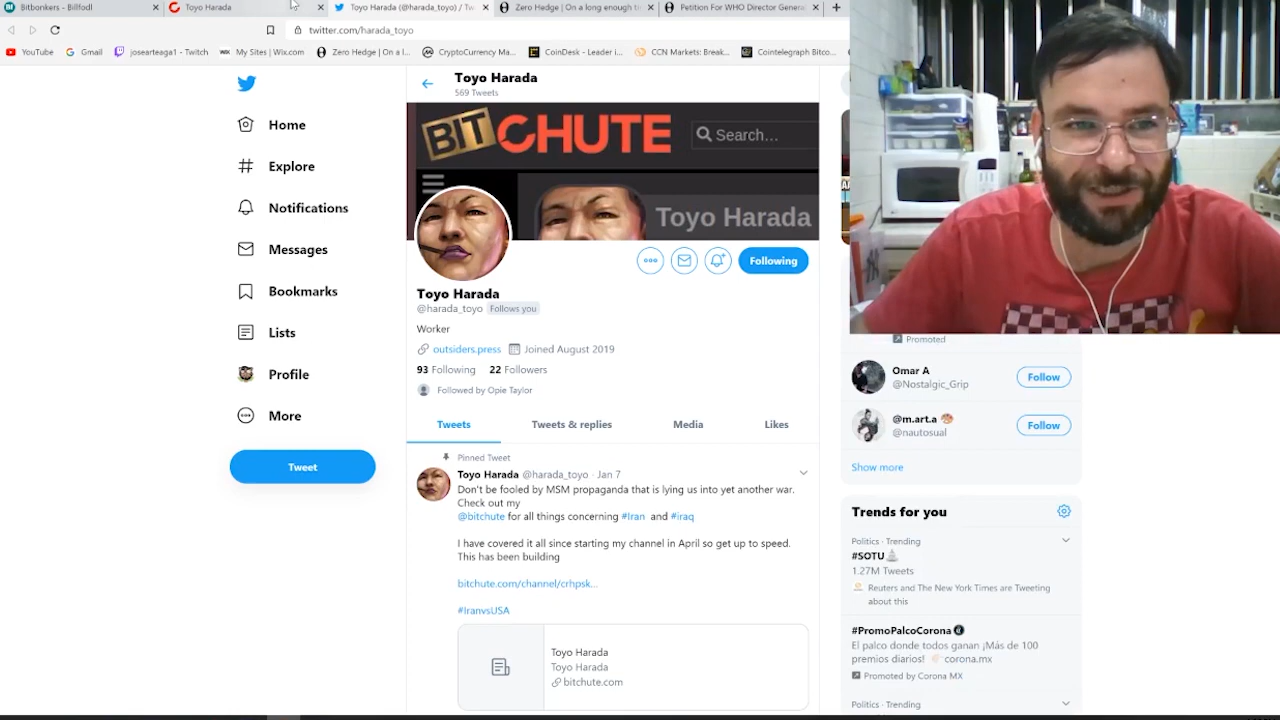 Bitbonkers - Billfodl
Toyo Harada
Toyo Harada (@harada_toyo) / Tw
Zero Hedge | On a long enough t
Petition For WHO Director Genera
twitter.com/harada_toyo
YouTube
Gmail
josearteaga1 - Twitch
My Sites | Wix.com
Zero Hedge | On a l...
CryptoCurrency Ma...
CoinDesk - Leader i...
CCN Markets: Break...
Cointelegraph Bitco...
Home
Explore
Notifications
Messages
Bookmarks
Lists
Profile
More
Tweet
Toyo Harada
569 Tweets
BITCHUTE
Search...
Toyo Harada
Following
Toyo Harada
@harada_toyo Follows you
Worker
outsiders.press Joined August 2019
93 Following 22 Followers
Followed by Opie Taylor
Tweets Tweets & replies Media Likes
Pinned Tweet
Toyo Harada @harada_toyo · Jan 7
Don't be fooled by MSM propaganda that is lying us into yet another war.
Check out my
@bitchute for all things concerning #Iran and #iraq
I have covered it all since starting my channel in April so get up to speed.
This has been building
bitchute.com/channel/crhpsk...
#IranvsUSA
Toyo Harada
Toyo Harada
bitchute.com
Promoted
Omar A
@Nostalgic_Grip
Follow
@m.art.a
@nautosual
Follow
Show more
Trends for you
Politics · Trending
#SOTU
1.27M Tweets
Reuters and The New York Times are Tweeting
about this
#PromoPalcoCorona
El palco donde todos ganan ¡Más de 100
premios diarios! corona.mx
Promoted by Corona MX
Politics · Trending